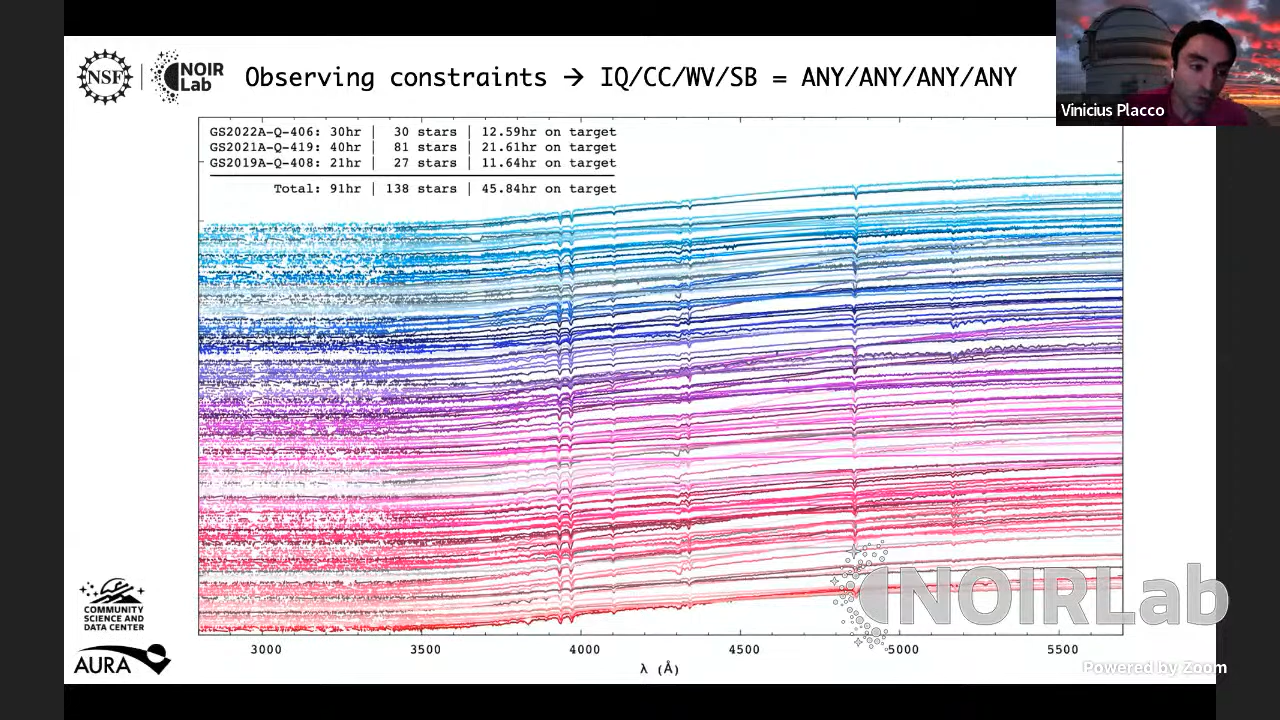 NSF
NOIR
Lab
Observing constraints → IQ/CC/WV/SB = ANY/ANY/ANY/ANY
Vinicius Placco
GS2022A-Q-406: 30hr | 30 stars | 12.59hr on target
GS2021A-Q-419: 40hr | 81 stars | 21.61hr on target
GS2019A-Q-408: 21hr | 27 stars | 11.64hr on target
Total: 91hr | 138 stars | 45.84hr on target
COMMUNITY
SCIENCE AND
DATA CENTER
NOIRLab
AURA
3000 3500 4000 4500 5000 5500
λ (Å)
Powered by Zoom